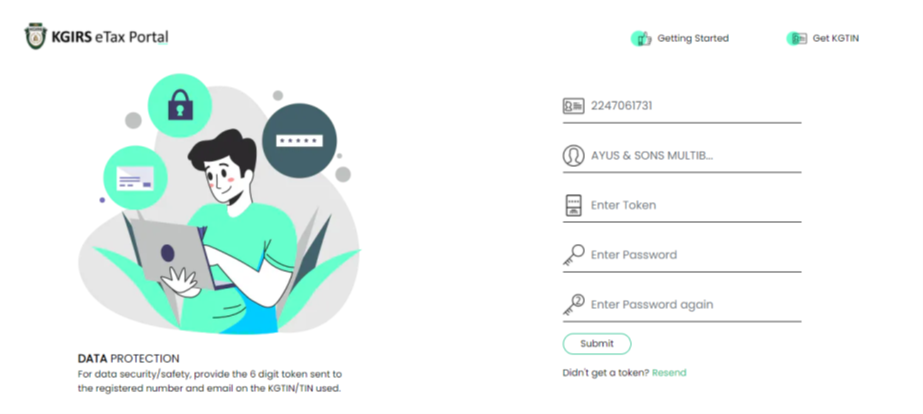 KGIRS eTax Portal
Getting Started
Get KGTIN
2247061731
AYUS & SONS MULTIB...
Enter Token
Enter Password
Enter Password again
Submit
Didn't get a token? Resend
DATA PROTECTION
For data security/safety, provide the 6 digit token sent to
the registered number and email on the KGTIN/TIN used.